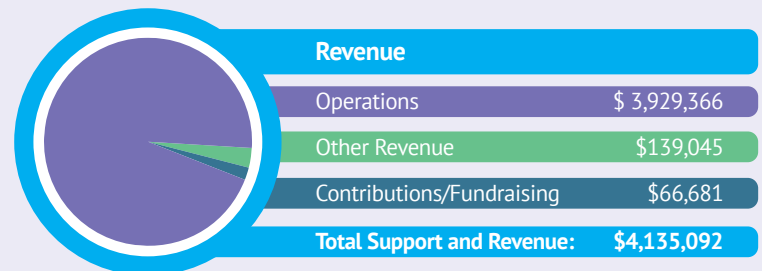 Revenue
Operations $ 3,929,366
Other Revenue $139,045
Contributions/Fundraising $66,681
Total Support and Revenue: $4,135,092